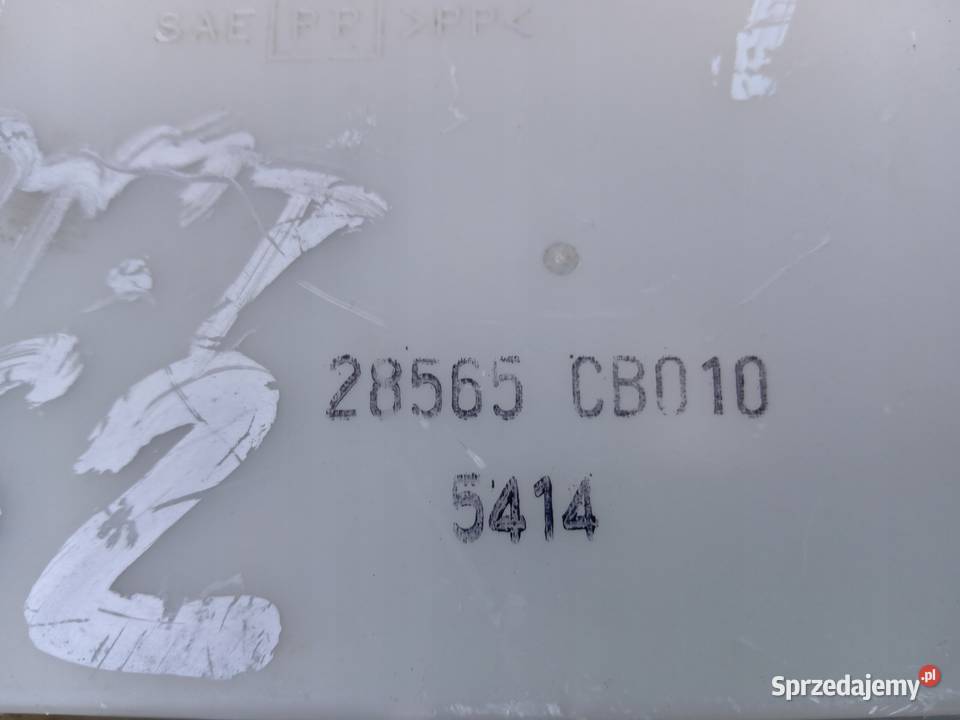 SAE PP >PP<
28565 CB010
5414
Sprzedajemy.pl